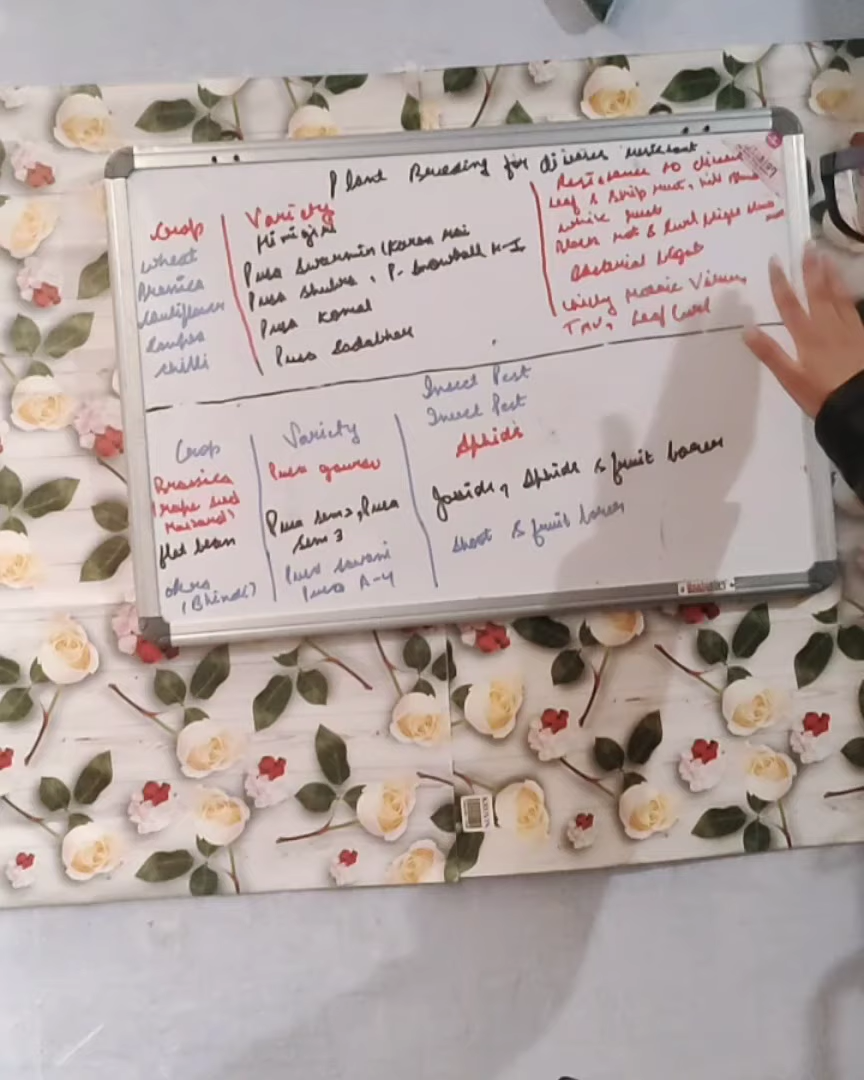 Plant Breeding for diseases resistant
Crop Variety Resistance to disease
Wheat Himgiri Leaf & strip rust, hill bunt
Brassica Pusa Swarnim (Karan Rai White rust
Cauliflower Pusa Shubra, P. Snowball K-1 Black rot & Curl blight black rot
Cowpea Pusa Komal Bacterial blight
Chilli Pusa Sadabhar Chilly Mosaic Virus,
TMV, Leaf Curl
Insect Pest
Crop Variety Insect Pest
Brassica Pusa gaurav Aphids
(rape seed
Mustard)
flat bean Pusa sem 2, Pusa Jassids, Aphids & fruit borer
sem 3
okra Pusa Sawani Shoot & fruit borer
(Bhindi) Pusa A-4